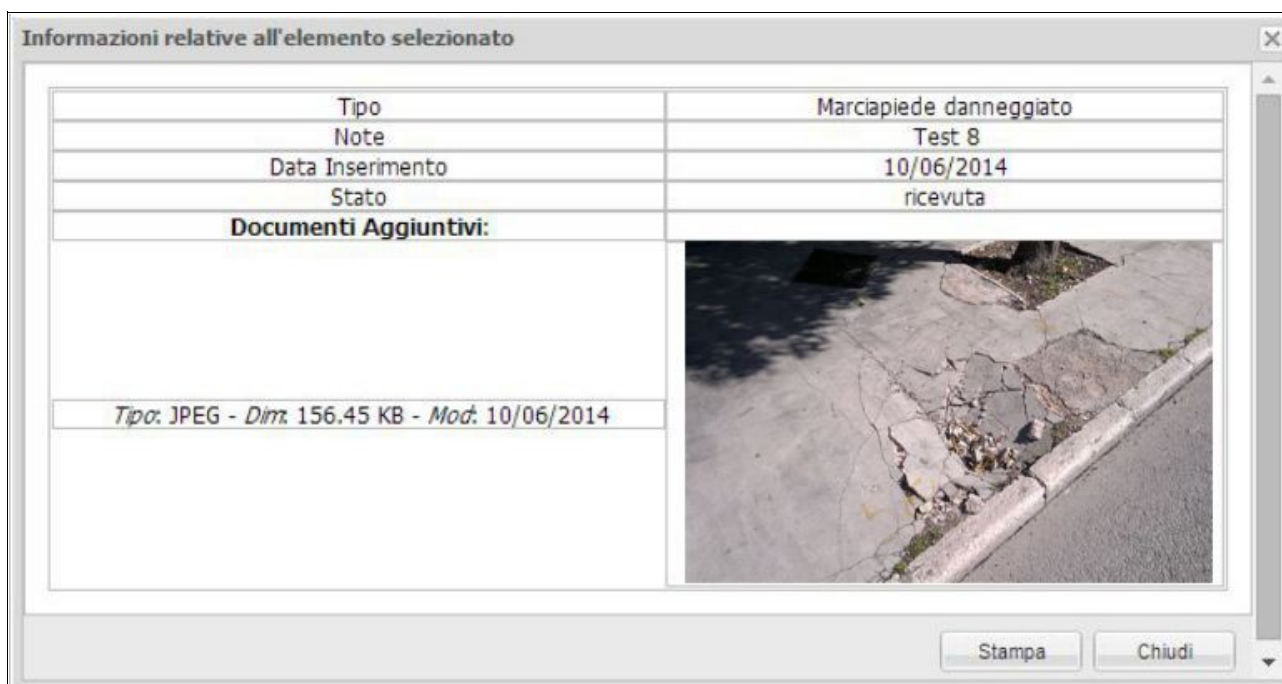 Informazioni relative all'elemento selezionato
Tipo Marciapiede danneggiato
Note Test 8
Data Inserimento 10/06/2014
Stato ricevuta
Documenti Aggiuntivi:
Tipo: JPEG - Dim: 156.45 KB - Mod: 10/06/2014
Stampa Chiudi